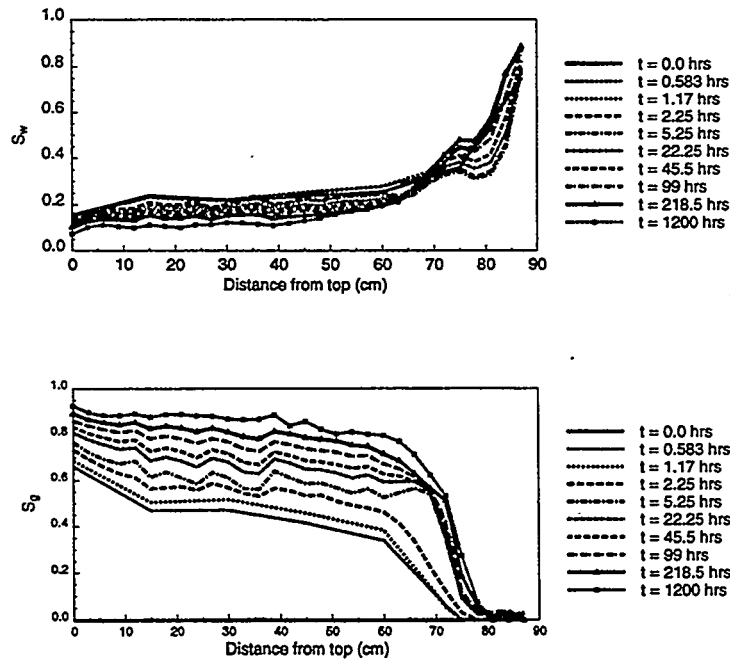 1.0
0.8
0.6
0.4
0.2
0.0
Sw
0 10 20 30 40 50 60 70 80 90
Distance from top (cm)
t = 0.0 hrs
t = 0.583 hrs
t = 1.17 hrs
t = 2.25 hrs
t = 5.25 hrs
t = 22.25 hrs
t = 45.5 hrs
t = 99 hrs
t = 218.5 hrs
t = 1200 hrs
1.0
0.8
0.6
0.4
0.2
0.0
Sg
0 10 20 30 40 50 60 70 80 90
Distance from top (cm)
t = 0.0 hrs
t = 0.583 hrs
t = 1.17 hrs
t = 2.25 hrs
t = 5.25 hrs
t = 22.25 hrs
t = 45.5 hrs
t = 99 hrs
t = 218.5 hrs
t = 1200 hrs